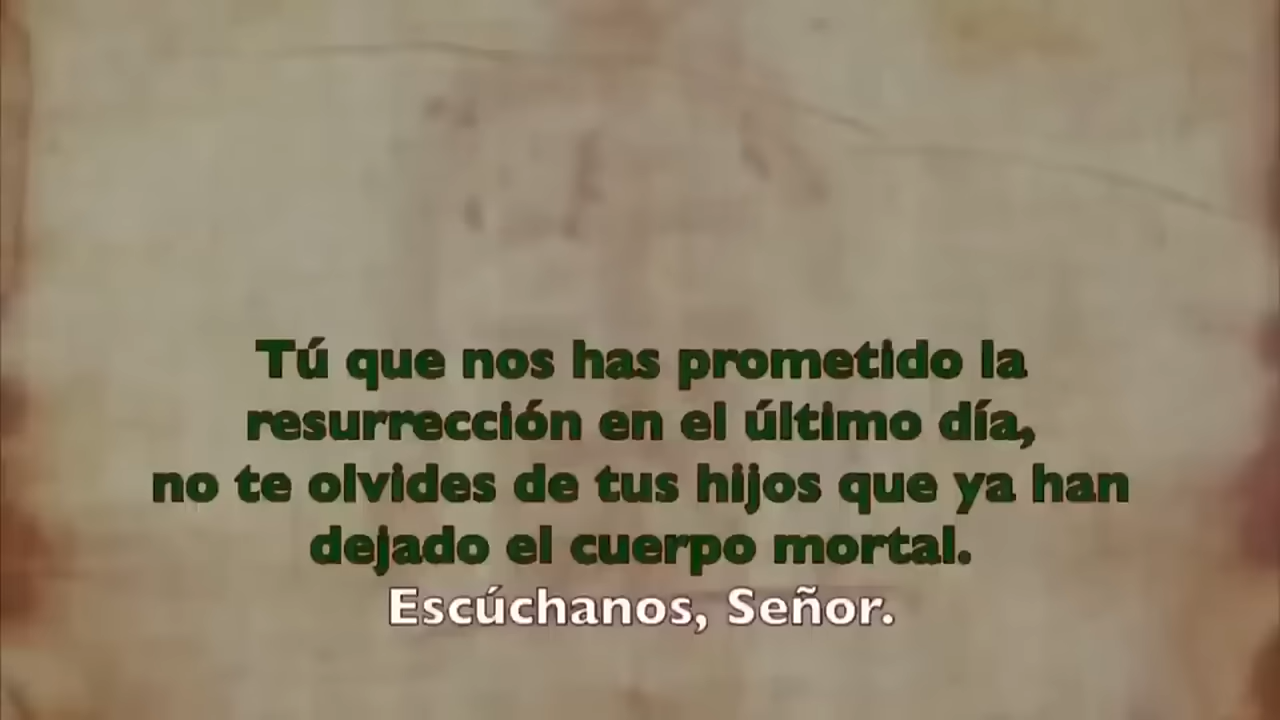 Tú que nos has prometido la
resurrección en el último día,
no te olvides de tus hijos que ya han
dejado el cuerpo mortal.
Escúchanos, Señor.